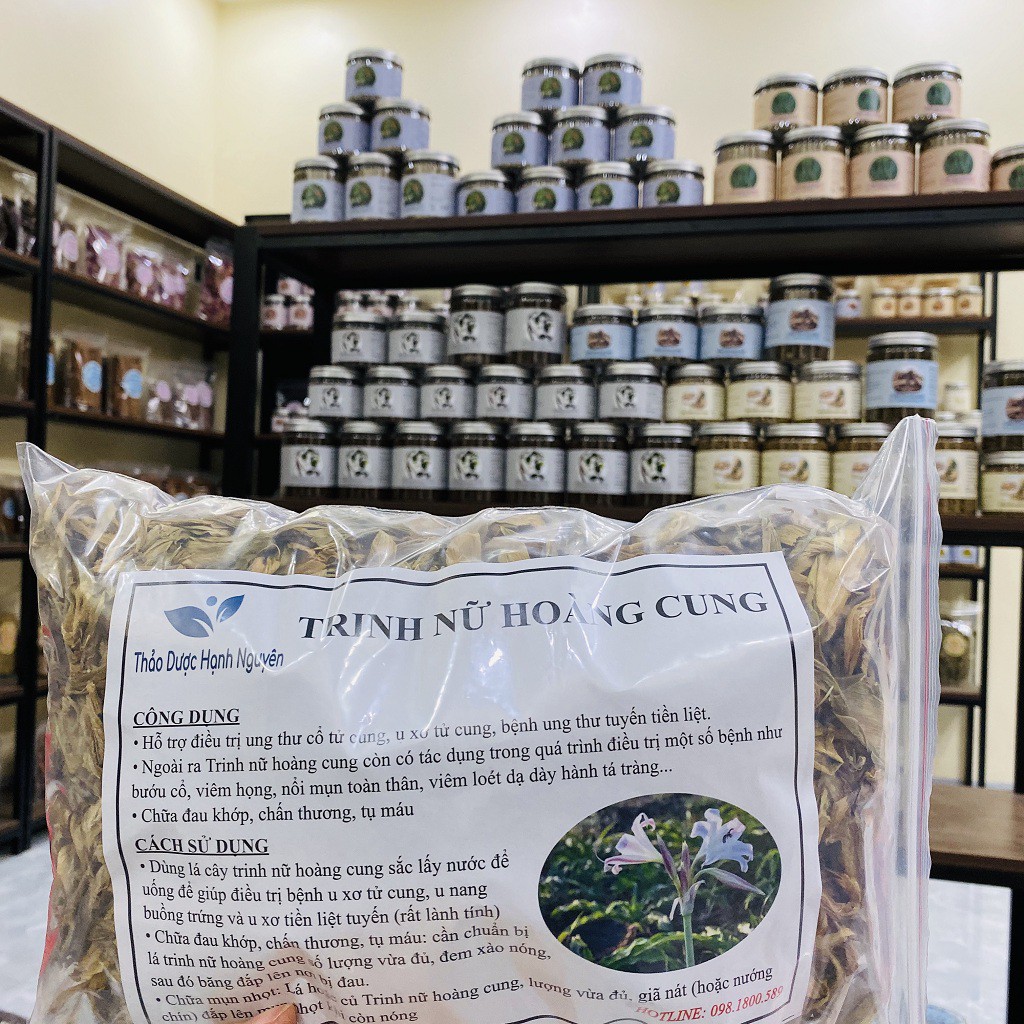 TRINH NỮ HOÀNG CUNG
Thảo Dược Hạnh Nguyên
CÔNG DỤNG
• Hỗ trợ điều trị ung thư cổ tử cung, u xơ tử cung, bệnh ung thư tuyến tiền liệt.
• Ngoài ra Trinh nữ hoàng cung còn có tác dụng trong quá trình điều trị một số bệnh như
bướu cổ, viêm họng, nổi mụn toàn thân, viêm loét dạ dày hành tá tràng...
• Chữa đau khớp, chấn thương, tụ máu
CÁCH SỬ DỤNG
• Dùng lá cây trinh nữ hoàng cung sắc lấy nước để
uống để giúp điều trị bệnh u xơ tử cung, u nang
buồng trứng và u xơ tiền liệt tuyến (rất lành tính)
• Chữa đau khớp, chấn thương, tụ máu: cần chuẩn bị
lá trinh nữ hoàng cung số lượng vừa đủ, đem xào nóng,
sau đó băng đắp lên nơi bị đau.
• Chữa mụn nhọt: Lá hoặc củ Trinh nữ hoàng cung, lượng vừa đủ, giã nát (hoặc nướng
chín) đắp lên mụn nhọt khi còn nóng
HOTLINE: 098.1800.589